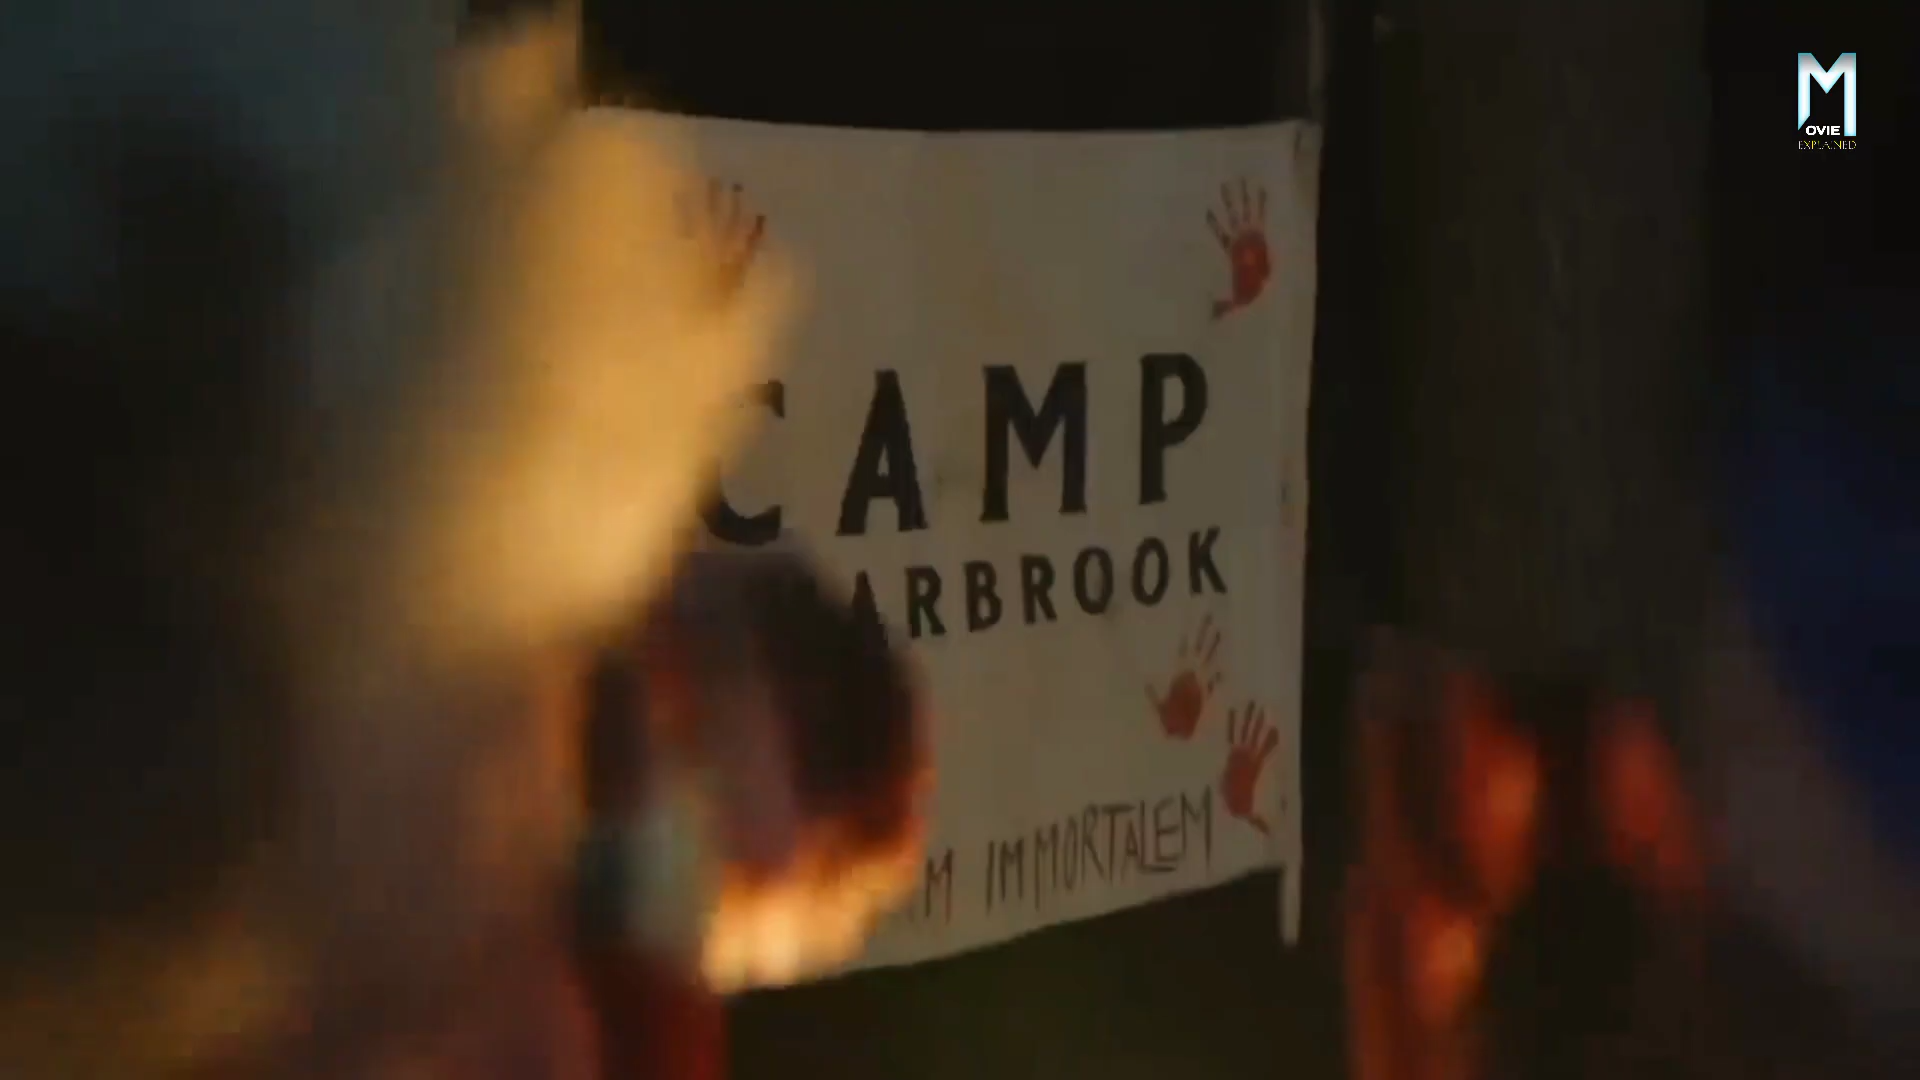 M
OVIE
EXPLAINED
CAMP
ARBROOK
M IMMORTALEM